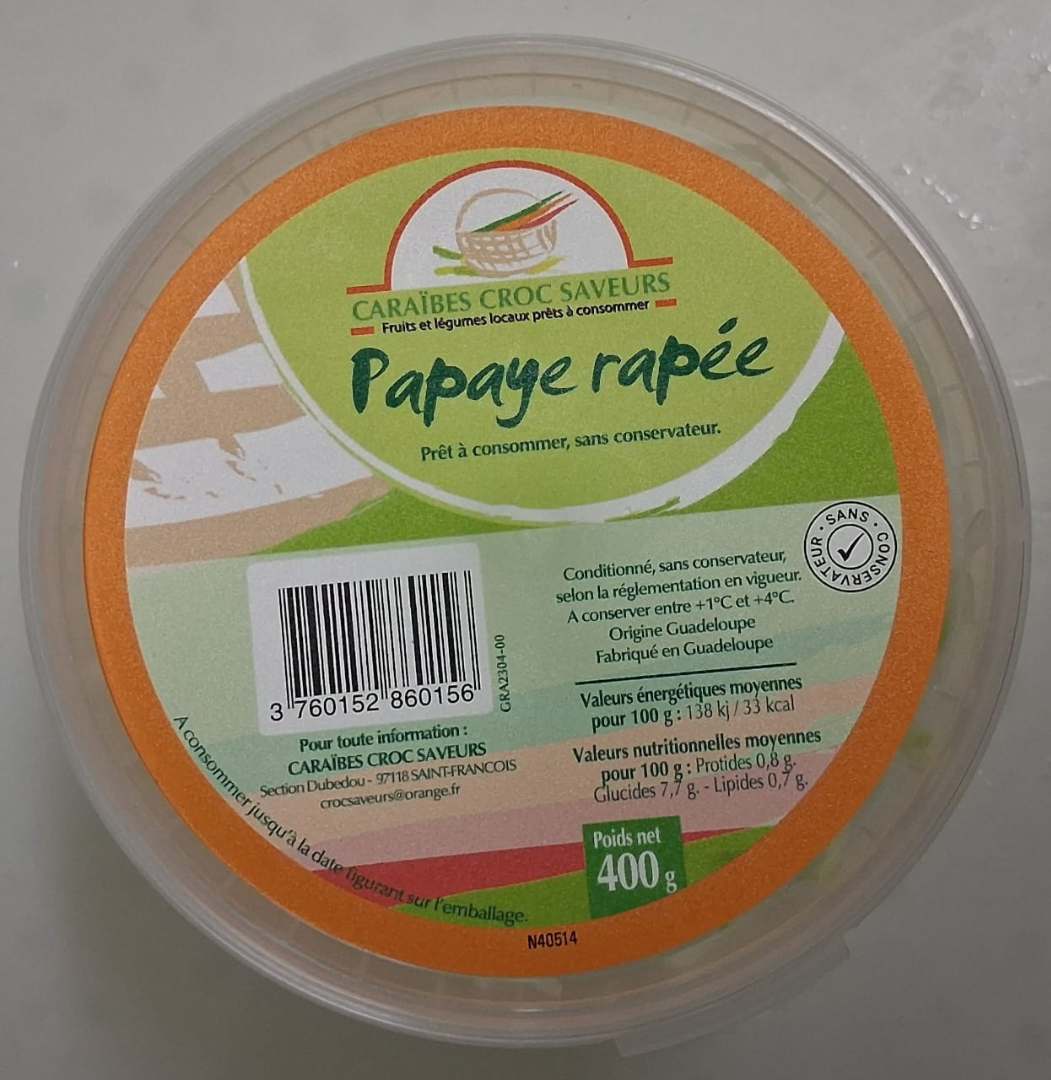 CARAÏBES CROC SAVEURS
Fruits et légumes locaux prêts à consommer
Papaye rapée
Prêt à consommer, sans conservateur.
SANS CONSERVATEUR
Conditionné, sans conservateur,
selon la réglementation en vigueur.
A conserver entre +1°C et +4°C.
Origine Guadeloupe
Fabriqué en Guadeloupe
3 760152 860156
GRA2304-00
Valeurs énergétiques moyennes
pour 100 g : 138 kj / 33 kcal
Valeurs nutritionnelles moyennes
pour 100 g : Protides 0,8 g.
Glucides 7,7 g. - Lipides 0,7 g.
Pour toute information :
CARAÏBES CROC SAVEURS
Section Dubedou - 97118 SAINT-FRANCOIS
crocsaveurs@orange.fr
A consommer jusqu'à la date figurant sur l'emballage.
Poids net
400 g
N40514